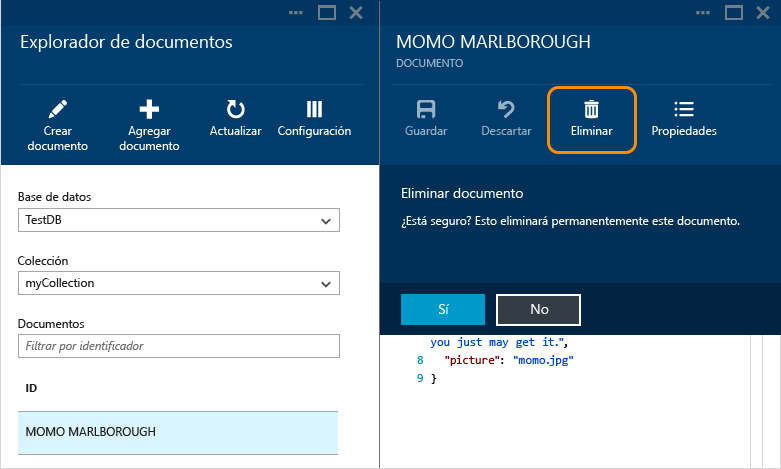 Explorador de documentos
Crear
documento
Agregar
documento
Actualizar
Configuración
Base de datos
TestDB
Colección
myCollection
Documentos
Filtrar por identificador
ID
MOMO MARLBOROUGH
MOMO MARLBOROUGH
DOCUMENTO
Guardar
Descartar
Eliminar
Propiedades
Eliminar documento
¿Está seguro? Esto eliminará permanentemente este documento.
Sí
No
you just may get it.",
8 "picture": "momo.jpg"
9 }